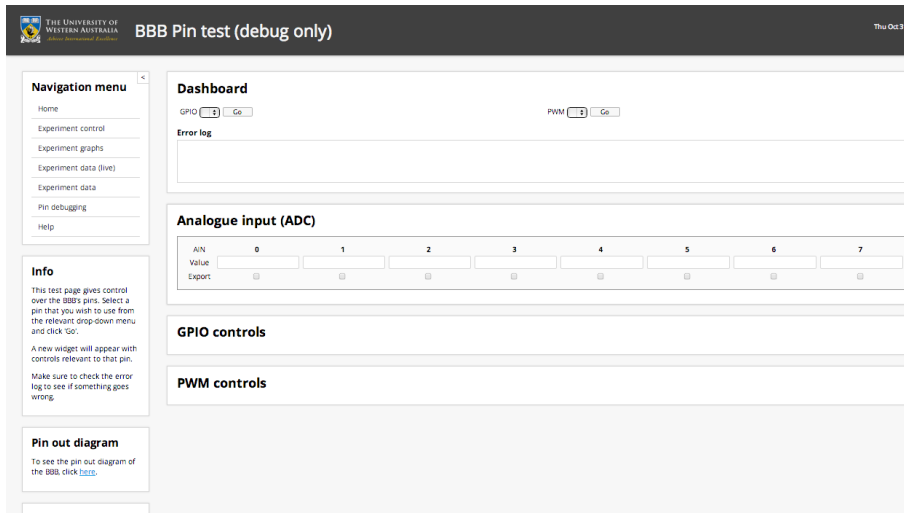 THE UNIVERSITY OF
WESTERN AUSTRALIA
Achieve International Excellence
BBB Pin test (debug only)
Thu Oct 3
<
Navigation menu
Home
Experiment control
Experiment graphs
Experiment data (live)
Experiment data
Pin debugging
Help
Info
This test page gives control
over the BBB's pins. Select a
pin that you wish to use from
the relevant drop-down menu
and click 'Go'.
A new widget will appear with
controls relevant to that pin.
Make sure to check the error
log to see if something goes
wrong.
Pin out diagram
To see the pin out diagram of
the BBB, click here.
Dashboard
GPIO Go PWM Go
Error log
Analogue input (ADC)
AIN 0 1 2 3 4 5 6 7
Value
Export
GPIO controls
PWM controls